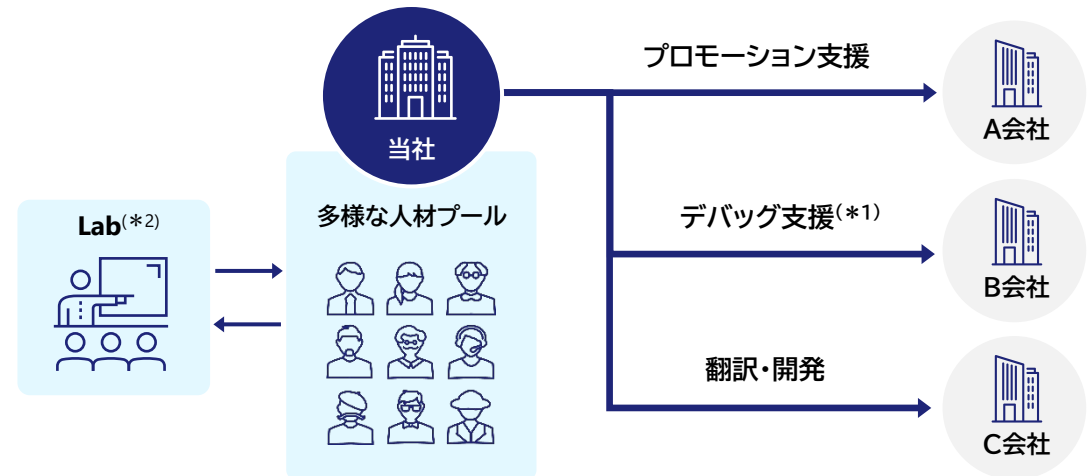 プロモーション支援
A会社
当社
多様な人材プール
Lab(*2)
デバッグ支援(*1)
B会社
翻訳・開発
C会社